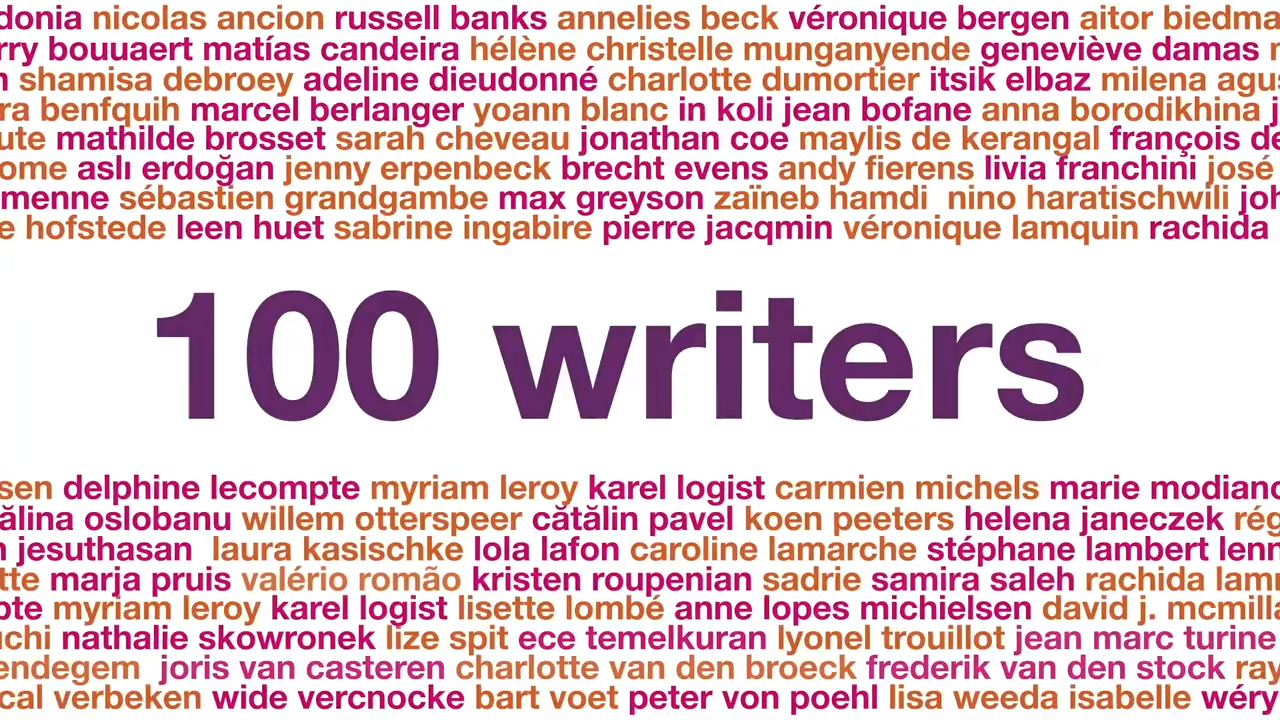 donia nicolas ancion russell banks annelies beck véronique bergen aitor biedma
rry bouuaert matías candeira hélène christelle munganyende geneviève damas
shamisa debroey adeline dieudonné charlotte dumortier itsik elbaz milena agus
ra benfquih marcel berlanger yoann blanc in koli jean bofane anna borodikhina j
ute mathilde brosset sarah cheveau jonathan coe maylis de kerangal françois de
ome aslı erdoğan jenny erpenbeck brecht evens andy fierens livia franchini josé
menne sébastien grandgambe max greyson zaïneb hamdi nino haratischwili joh
e hofstede leen huet sabrine ingabire pierre jacqmin véronique lamquin rachida
100 writers
sen delphine lecompte myriam leroy karel logist carmien michels marie modiano
ălina oslobanu willem otterspeer cătălin pavel koen peeters helena janeczek rég
n jesuthasan laura kasischke lola lafon caroline lamarche stéphane lambert lenn
tte marja pruis valério romão kristen roupenian sadrie samira saleh rachida lam
pte myriam leroy karel logist lisette lombé anne lopes michielsen david j. mcmilla
uchi nathalie skowronek lize spit ece temelkuran lyonel trouillot jean marc turine
endegem joris van casteren charlotte van den broeck frederik van den stock ray
cal verbeken wide vercnocke bart voet peter von poehl lisa weeda isabelle wéry